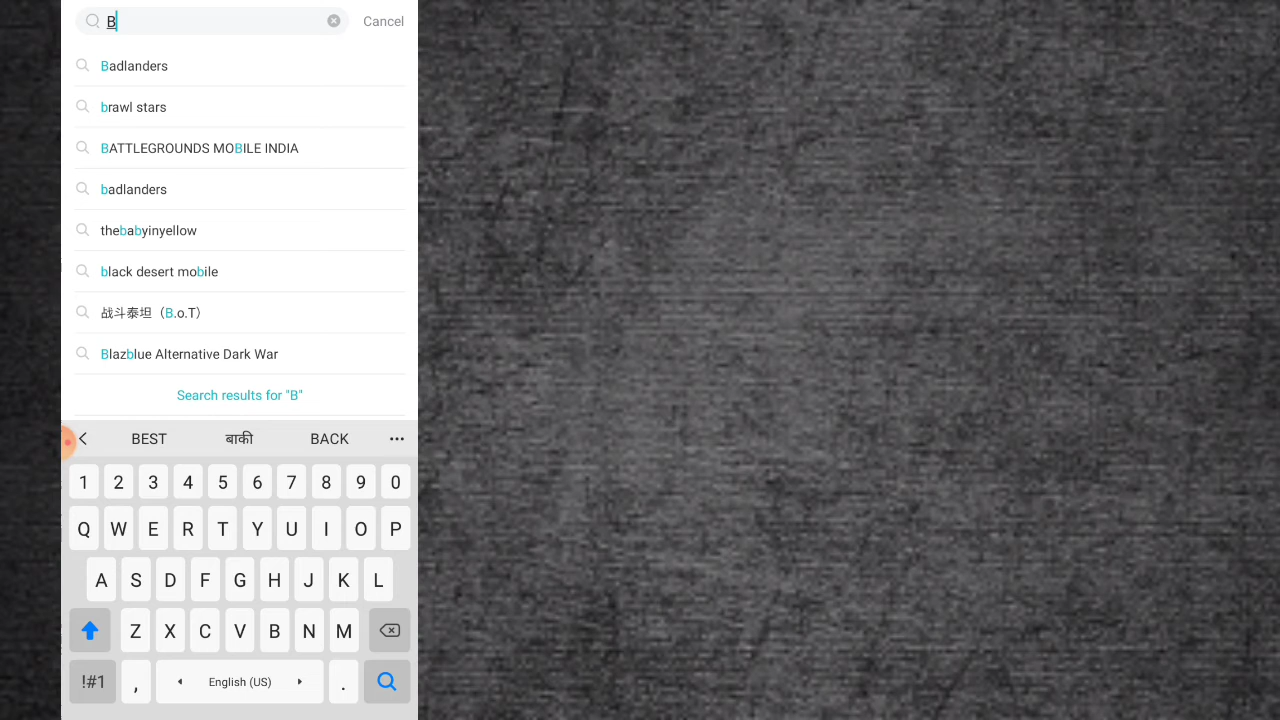 B
Cancel
Badlanders
brawl stars
BATTLEGROUNDS MOBILE INDIA
badlanders
thebabyinyellow
black desert mobile
战斗泰坦（B.o.T）
Blazblue Alternative Dark War
Search results for "B"
BEST बाकी BACK
1 2 3 4 5 6 7 8 9 0
Q W E R T Y U I O P
A S D F G H J K L
Z X C V B N M
!#1 , English (US) .